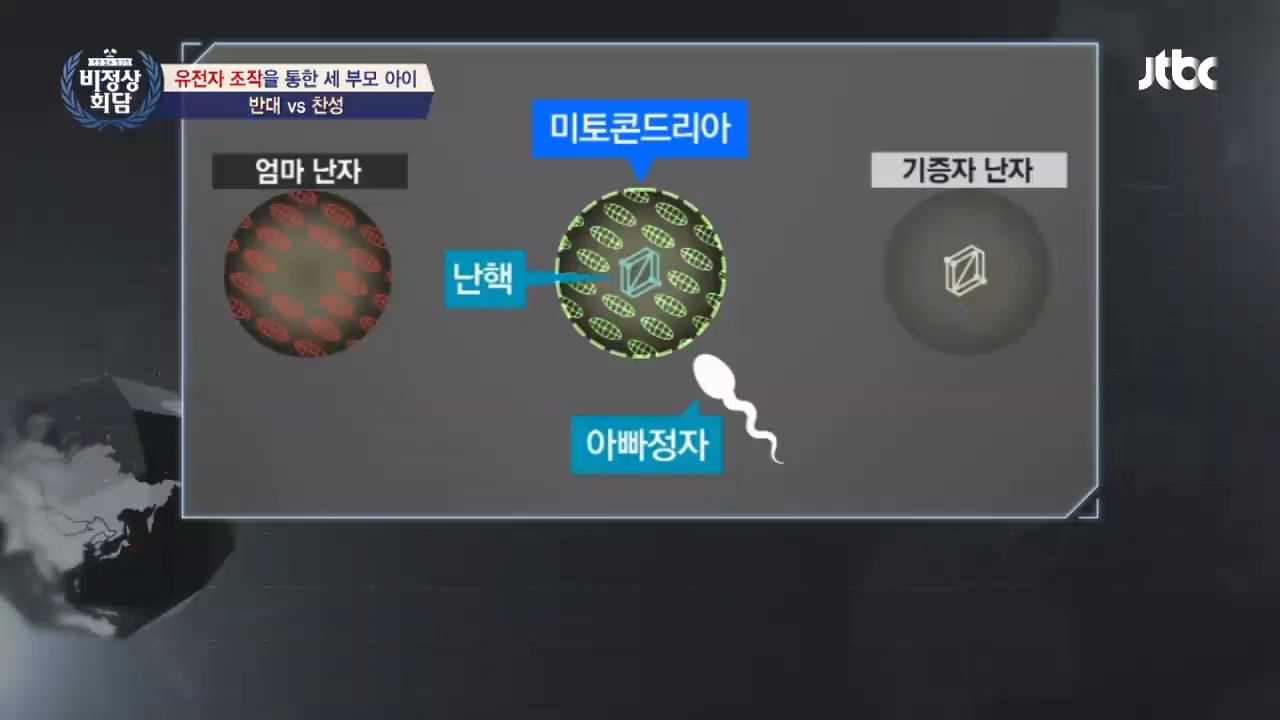 비정상
회담
유전자 조작을 통한 세 부모 아이
반대 vs 찬성
jtbc
미토콘드리아
엄마 난자
기증자 난자
난핵
아빠정자